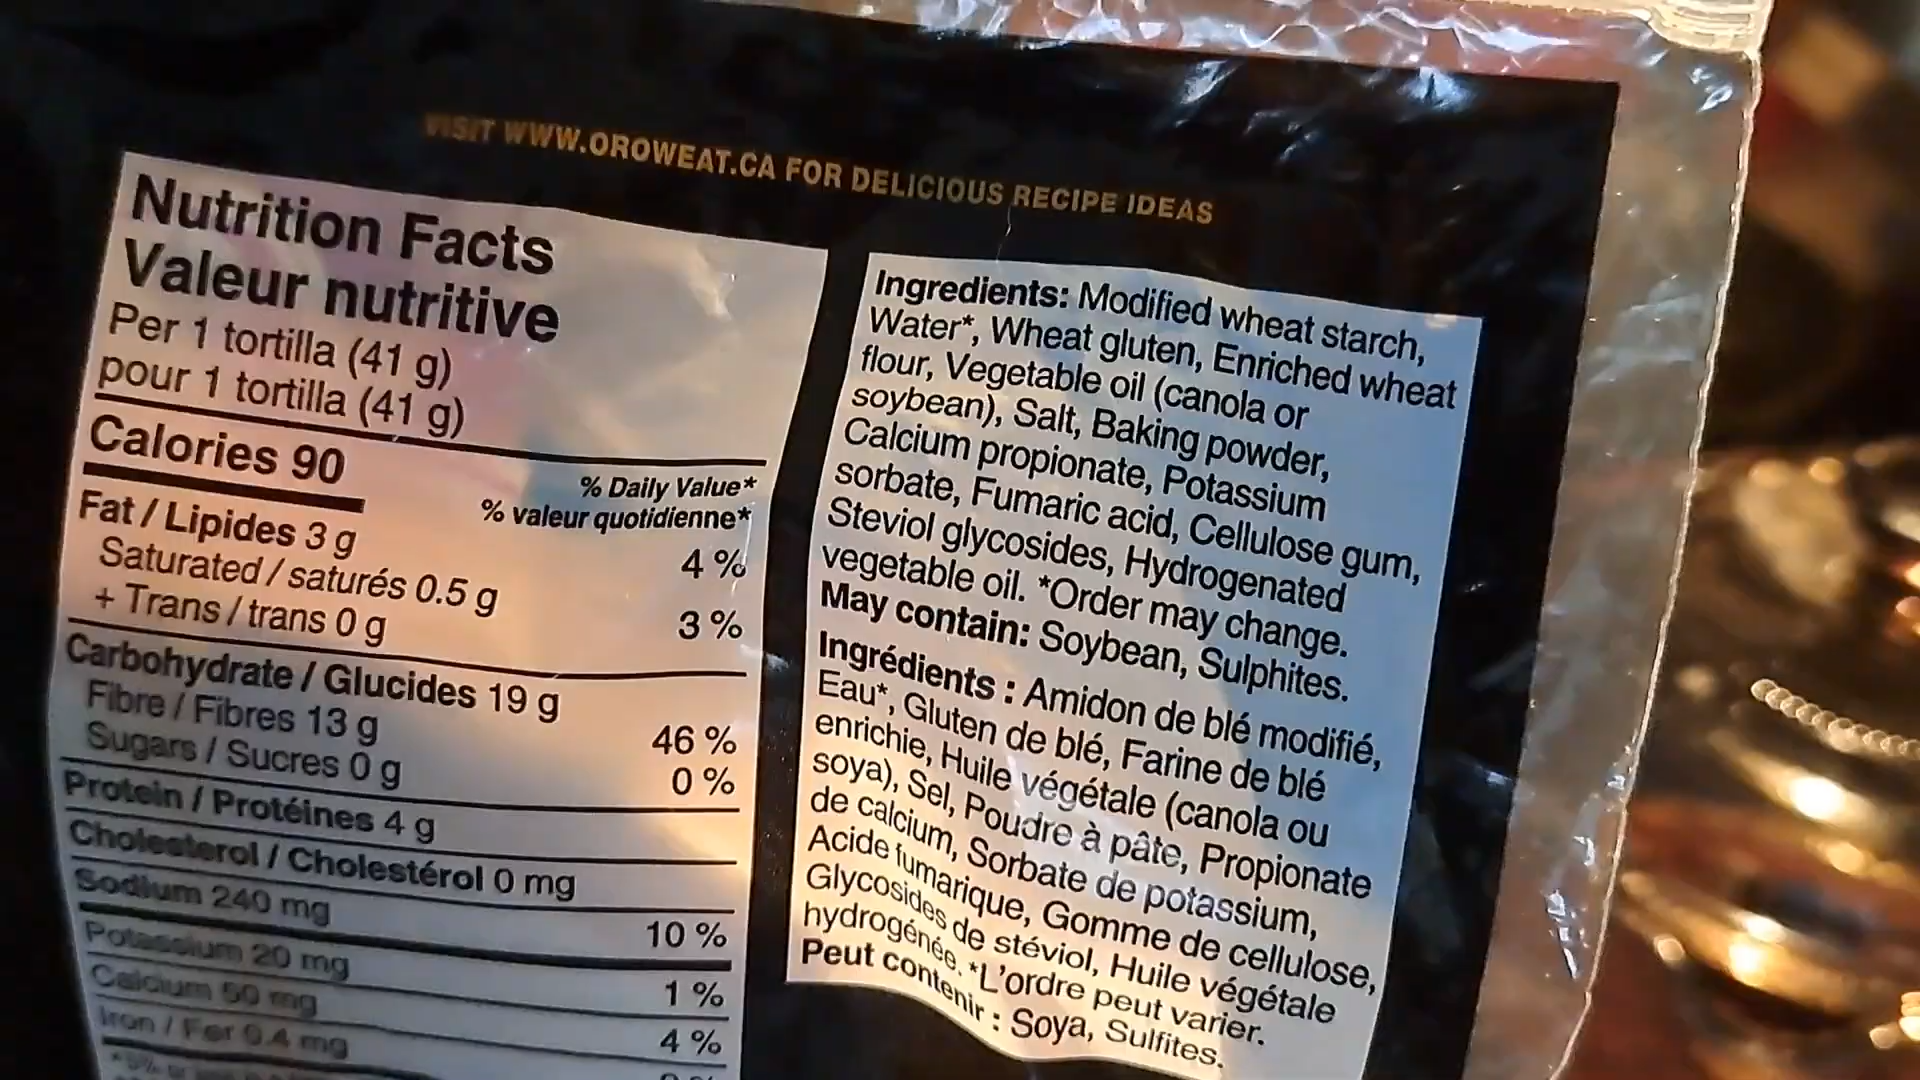 VISIT WWW.OROWEAT.CA FOR DELICIOUS RECIPE IDEAS
Nutrition Facts
Valeur nutritive
Per 1 tortilla (41 g)
pour 1 tortilla (41 g)
Calories 90
% Daily Value*
% valeur quotidienne*
Fat / Lipides 3 g 4 %
Saturated / saturés 0.5 g
+ Trans / trans 0 g 3 %
Carbohydrate / Glucides 19 g
Fibre / Fibres 13 g 46 %
Sugars / Sucres 0 g 0 %
Protein / Protéines 4 g
Cholesterol / Cholestérol 0 mg
Sodium 240 mg 10 %
Potassium 20 mg 1 %
Calcium 50 mg 4 %
Iron / Fer 0.4 mg
Ingredients: Modified wheat starch,
Water*, Wheat gluten, Enriched wheat
flour, Vegetable oil (canola or
soybean), Salt, Baking powder,
Calcium propionate, Potassium
sorbate, Fumaric acid, Cellulose gum,
Steviol glycosides, Hydrogenated
vegetable oil. *Order may change.
May contain: Soybean, Sulphites.
Ingrédients : Amidon de blé modifié,
Eau*, Gluten de blé, Farine de blé
enrichie, Huile végétale (canola ou
soya), Sel, Poudre à pâte, Propionate
de calcium, Sorbate de potassium,
Acide fumarique, Gomme de cellulose,
Glycosides de stéviol, Huile végétale
hydrogénée. *L'ordre peut varier.
Peut contenir : Soya, Sulfites.